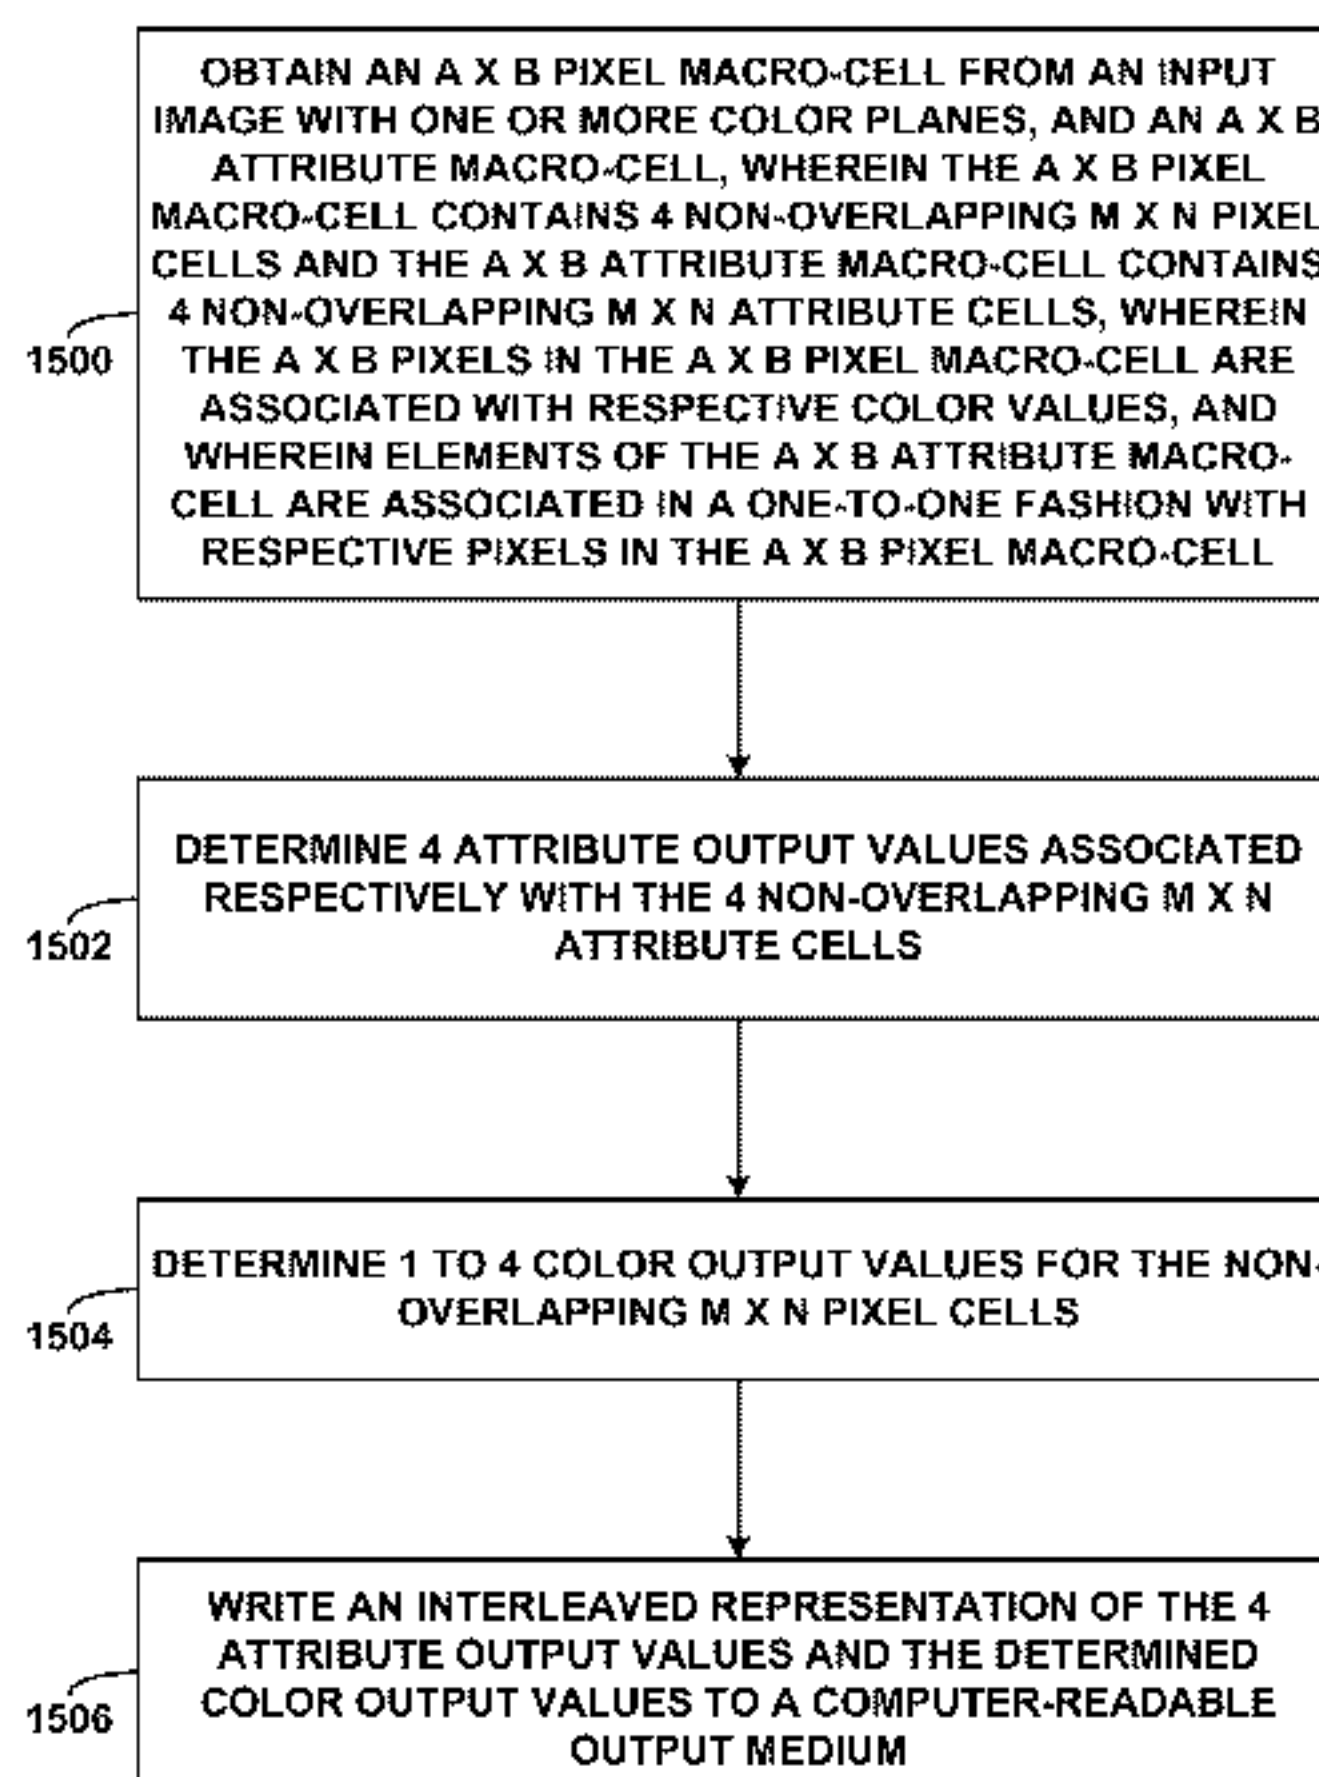 OBTAIN AN A X B PIXEL MACRO-CELL FROM AN INPUT
IMAGE WITH ONE OR MORE COLOR PLANES, AND AN A X B
ATTRIBUTE MACRO-CELL, WHEREIN THE A X B PIXEL
MACRO-CELL CONTAINS 4 NON-OVERLAPPING M X N PIXEL
CELLS AND THE A X B ATTRIBUTE MACRO-CELL CONTAINS
4 NON-OVERLAPPING M X N ATTRIBUTE CELLS, WHEREIN
THE A X B PIXELS IN THE A X B PIXEL MACRO-CELL ARE
ASSOCIATED WITH RESPECTIVE COLOR VALUES, AND
WHEREIN ELEMENTS OF THE A X B ATTRIBUTE MACRO-
CELL ARE ASSOCIATED IN A ONE-TO-ONE FASHION WITH
RESPECTIVE PIXELS IN THE A X B PIXEL MACRO-CELL
1500
DETERMINE 4 ATTRIBUTE OUTPUT VALUES ASSOCIATED
RESPECTIVELY WITH THE 4 NON-OVERLAPPING M X N
ATTRIBUTE CELLS
1502
DETERMINE 1 TO 4 COLOR OUTPUT VALUES FOR THE NON-
OVERLAPPING M X N PIXEL CELLS
1504
WRITE AN INTERLEAVED REPRESENTATION OF THE 4
ATTRIBUTE OUTPUT VALUES AND THE DETERMINED
COLOR OUTPUT VALUES TO A COMPUTER-READABLE
OUTPUT MEDIUM
1506